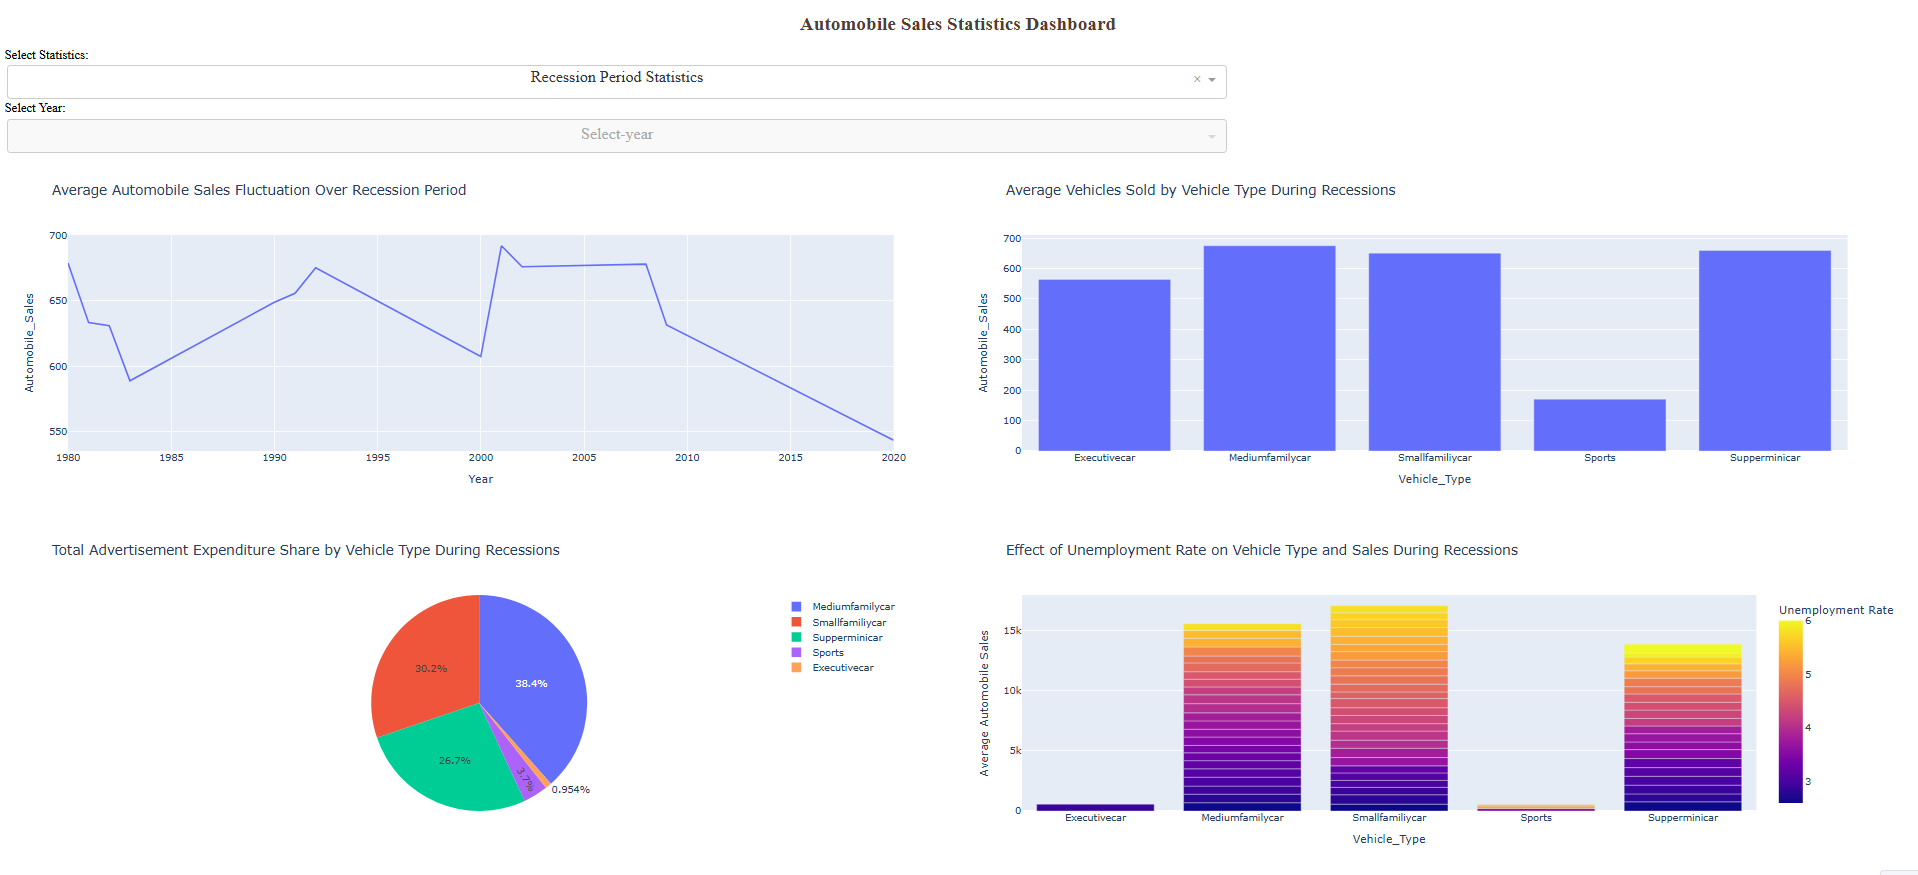 Automobile Sales Statistics Dashboard
Select Statistics:
Recession Period Statistics
×
Select Year:
Select-year
Average Automobile Sales Fluctuation Over Recession Period
700
650
600
550
Automobile_Sales
1980 1985 1990 1995 2000 2005 2010 2015 2020
Year
Average Vehicles Sold by Vehicle Type During Recessions
700
600
500
400
300
200
100
0
Automobile_Sales
Executivecar Mediumfamilycar Smallfamiliycar Sports Supperminicar
Vehicle_Type
Total Advertisement Expenditure Share by Vehicle Type During Recessions
30.2%
38.4%
26.7%
3.7%
0.954%
Mediumfamilycar
Smallfamiliycar
Supperminicar
Sports
Executivecar
Effect of Unemployment Rate on Vehicle Type and Sales During Recessions
15k
10k
5k
0
Average Automobile Sales
Executivecar Mediumfamilycar Smallfamiliycar Sports Supperminicar
Vehicle_Type
Unemployment Rate
6
5
4
3